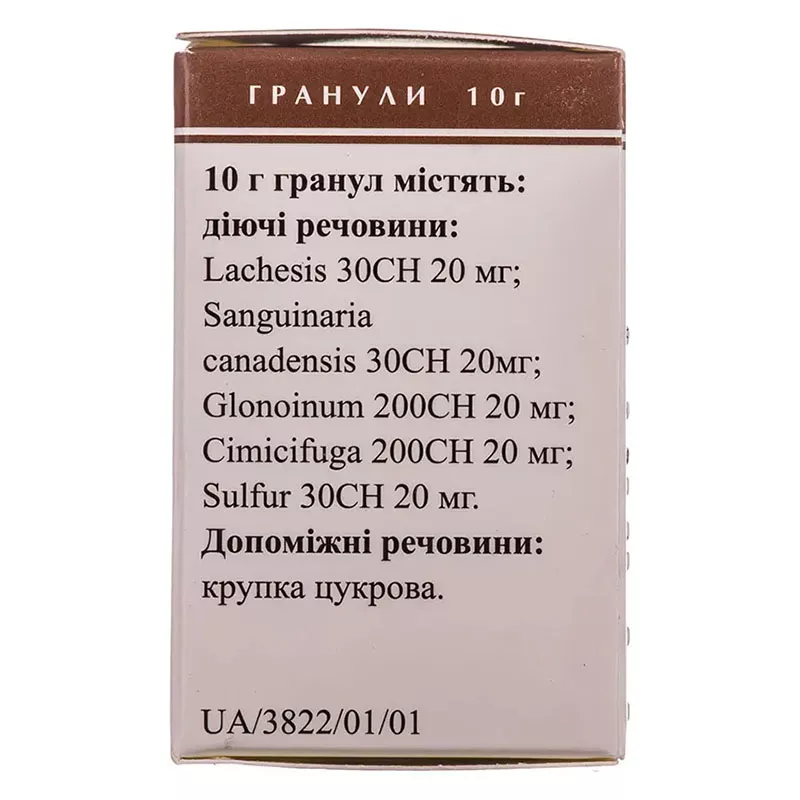 ГРАНУЛИ 10г
10 г гранул містять:
діючі речовини:
Lachesis 30CH 20 мг;
Sanguinaria
canadensis 30CH 20мг;
Glonoinum 200CH 20 мг;
Cimicifuga 200CH 20 мг;
Sulfur 30CH 20 мг.
Допоміжні речовини:
крупка цукрова.
UA/3822/01/01